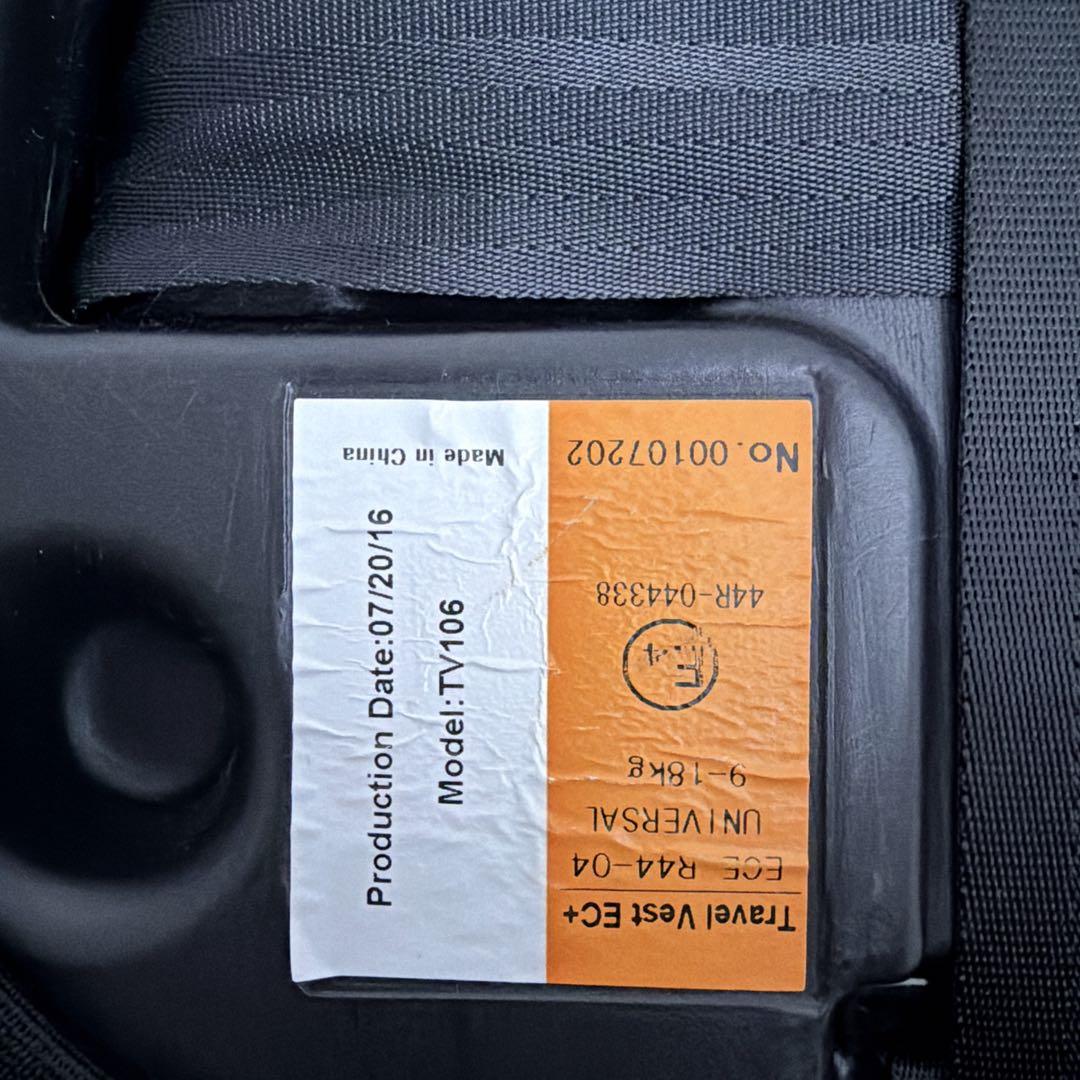 Travel Vest EC+
ECE R44-04
UNIVERSAL
9-18kg
E4
44R-044338
No.00107202
Made in China
Production Date:07/20/16
Model:TV106